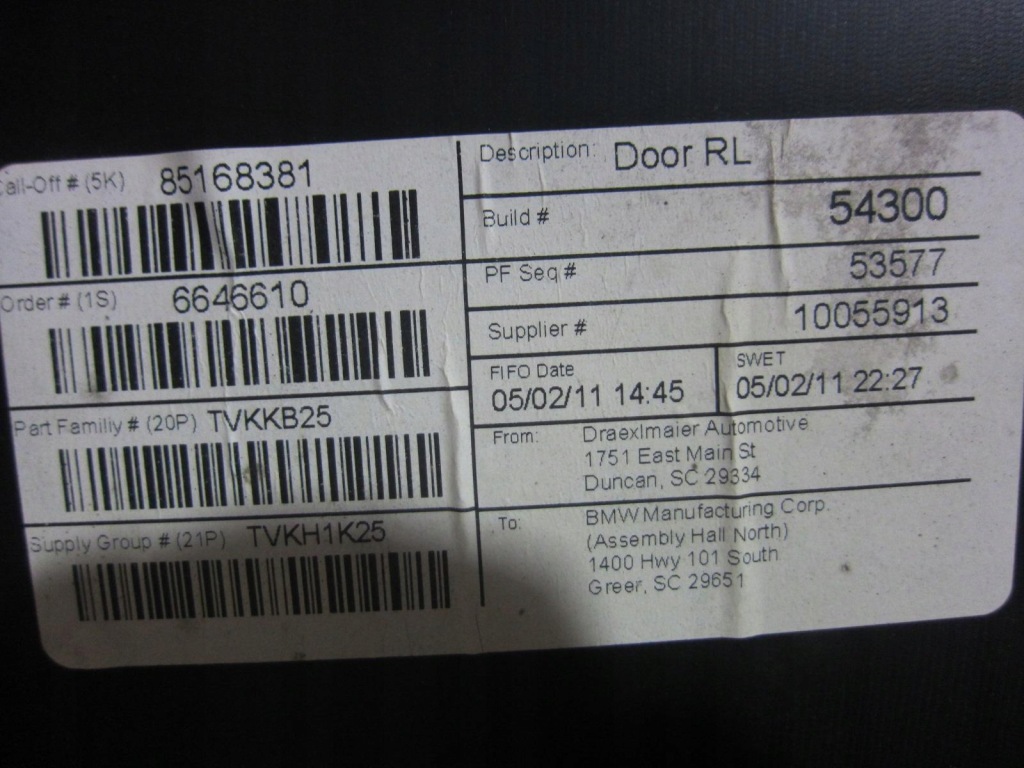 Call-Off # (5K) 85168381
Order # (1S) 6646610
Part Familiy # (20P) TVKKB25
Supply Group # (21P) TVKH1K25
Description: Door RL
Build # 54300
PF Seq # 53577
Supplier # 10055913
FIFO Date
05/02/11 14:45
SWET
05/02/11 22:27
From: Draexlmaier Automotive
1751 East Main St
Duncan, SC 29334
To: BMW Manufacturing Corp.
(Assembly Hall North)
1400 Hwy 101 South
Greer, SC 29651